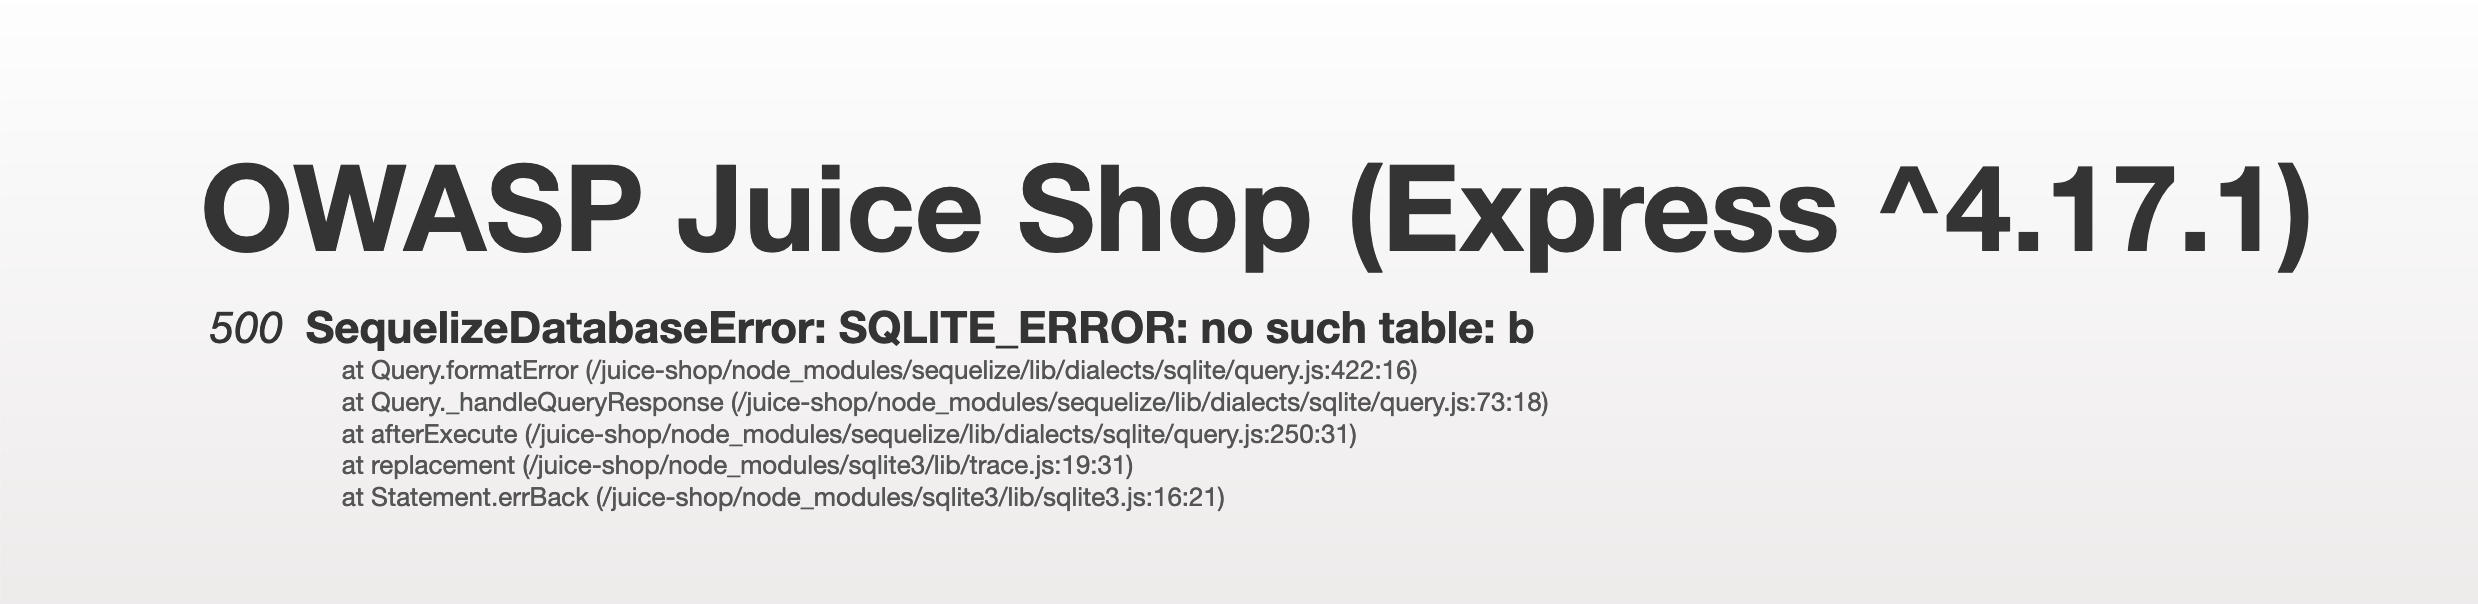 OWASP Juice Shop (Express ^4.17.1)
500 SequelizeDatabaseError: SQLITE_ERROR: no such table: b
at Query.formatError (/juice-shop/node_modules/sequelize/lib/dialects/sqlite/query.js:422:16)
at Query._handleQueryResponse (/juice-shop/node_modules/sequelize/lib/dialects/sqlite/query.js:73:18)
at afterExecute (/juice-shop/node_modules/sequelize/lib/dialects/sqlite/query.js:250:31)
at replacement (/juice-shop/node_modules/sqlite3/lib/trace.js:19:31)
at Statement.errBack (/juice-shop/node_modules/sqlite3/lib/sqlite3.js:16:21)